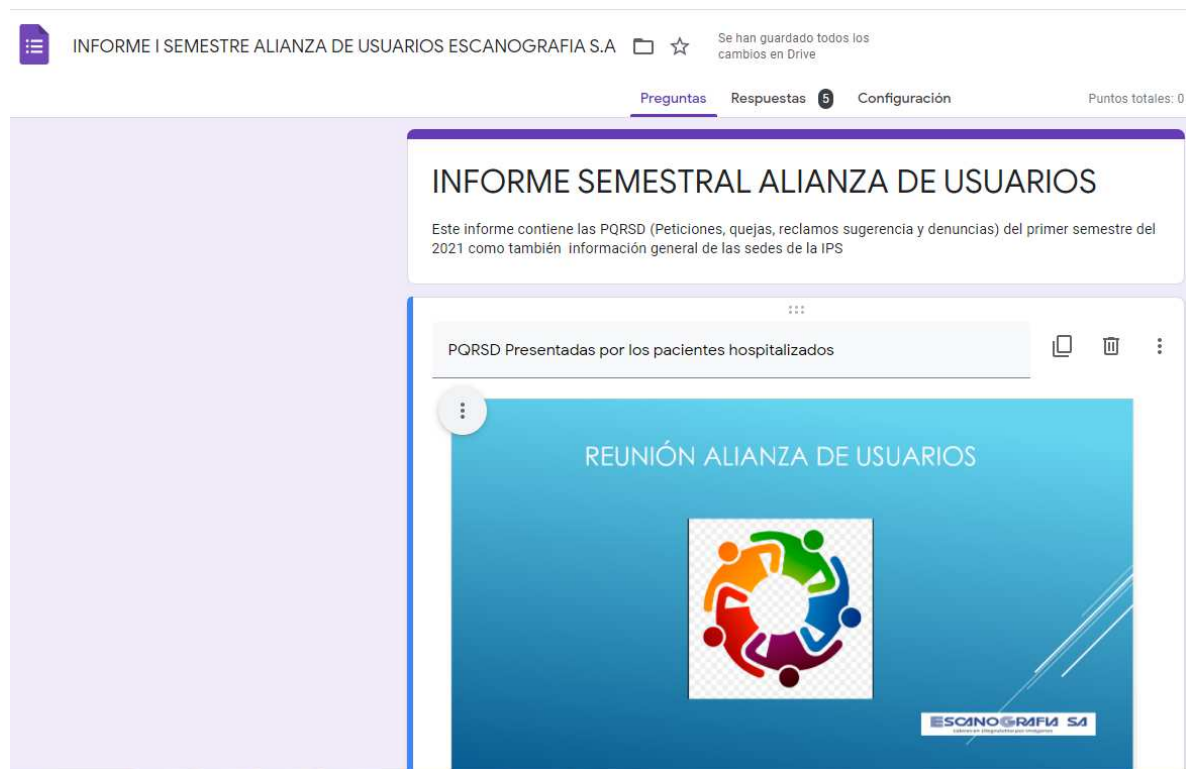 INFORME I SEMESTRE ALIANZA DE USUARIOS ESCANOGRAFIA S.A
Se han guardado todos los
cambios en Drive
Preguntas Respuestas 5 Configuración Puntos totales: 0
INFORME SEMESTRAL ALIANZA DE USUARIOS
Este informe contiene las PQRSD (Peticiones, quejas, reclamos sugerencia y denuncias) del primer semestre del
2021 como también información general de las sedes de la IPS
PQRSD Presentadas por los pacientes hospitalizados
REUNIÓN ALIANZA DE USUARIOS
ESCANOGRAFIA SA